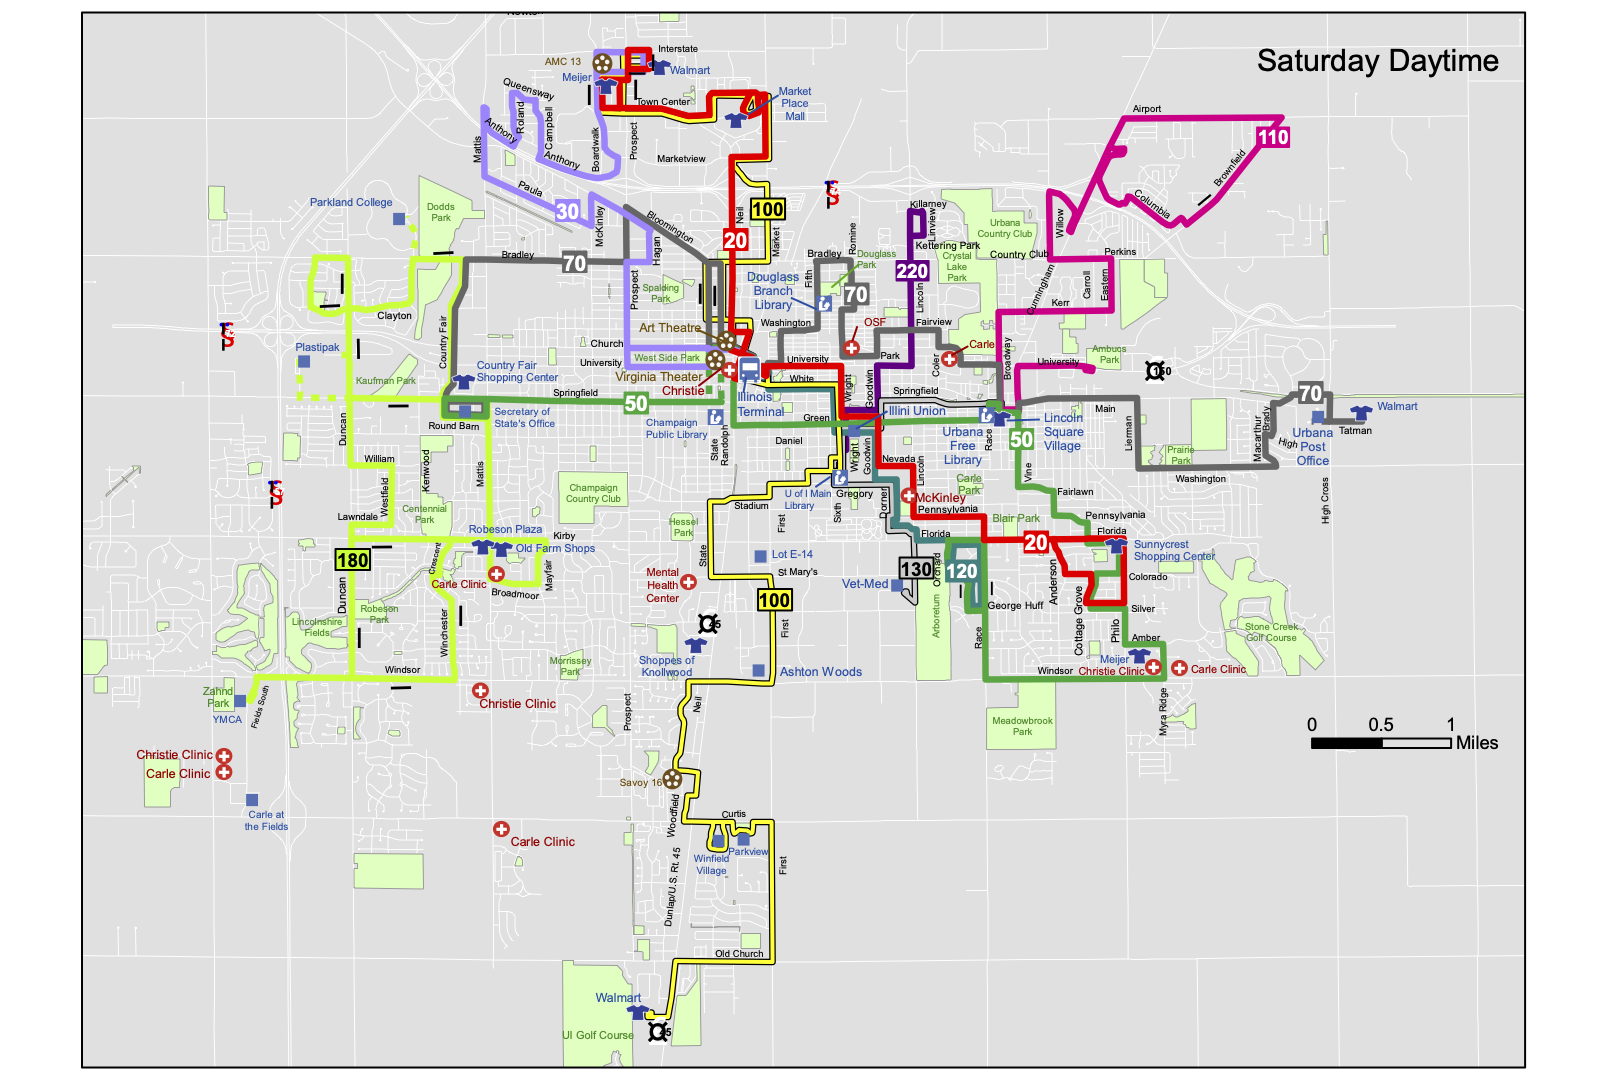 Saturday Daytime
Interstate
AMC 13
Walmart
Meijer
Queensway
Town Center
Market
Place
Mall
Roland
Campbell
Anthony
Mattis
Anthony
Boardwalk
Prospect
Marketview
Airport
110
Brownfield
Columbia
Paula
30
McKinley
Bloomington
Hagan
Parkland College
Dodds
Park
Neil
100
20
Market
Killarney
Linview
220
Kettering Park
Crystal
Lake
Park
Urbana
Country Club
Country Club
Willow
Perkins
Bradley
70
Prospect
Spalding
Park
Bradley
Romine
Fifth
Douglass
Park
Douglass
Branch
Library
70
Lincoln
Cunningham
Carroll
Eastern
Kerr
Clayton
Country Fair
Art Theatre
Washington
OSF
Fairview
Church
University
West Side Park
University
Park
Carle
Coler
Broadway
University
Ambucs
Park
150
Plastipak
Kaufman Park
Country Fair
Shopping Center
Virginia Theater
Christie
White
Illinois
Terminal
Wright
Goodwin
Springfield
Springfield
50
Illini Union
Green
Main
70
Walmart
Tatman
Urbana
Post
Office
High
Brady
Macarthur
Lierman
Prairie
Park
Washington
High Cross
Secretary of
State's Office
Round Barn
Champaign
Public Library
State
Randolph
Daniel
Wright
Goodwin
Urbana
Free
Library
Race
Lincoln
Square
Village
50
Vine
Duncan
William
Kenwood
Mattis
Westfield
Nevada
Lincoln
Carle
Park
Fairlawn
Champaign
Country Club
U of I Main
Library
Gregory
Dorner
McKinley
Pennsylvania
Pennsylvania
Lawndale
Centennial
Park
Stadium
First
Sixth
Hessel
Park
Blair Park
Florida
Florida
20
Sunnycrest
Shopping Center
Robeson Plaza
Old Farm Shops
Kirby
180
Crescent
Carle Clinic
Mayfair
Broadmoor
State
Lot E-14
St Mary's
Mental
Health
Center
Vet-Med
130
Orchard
120
Arboretum
George Huff
Anderson
Colorado
Cottage Grove
Silver
Philo
Duncan
Robeson
Park
Lincolnshire
Fields
Winchester
100
First
45
Race
Stone Creek
Golf Course
Amber
Meijer
Christie Clinic
Carle Clinic
Windsor
Windsor
Morrissey
Park
Shoppes of
Knollwood
Ashton Woods
Zahnd
Park
YMCA
Fields South
Christie Clinic
Prospect
Neil
Meadowbrook
Park
Myra Ridge
0 0.5 1
Miles
Christie Clinic
Carle Clinic
Carle at
the Fields
Savoy 16
Woodfield
Curtis
Carle Clinic
Winfield
Village
Parkview
First
Dunlap/U.S. Rt. 45
Old Church
Walmart
45
UI Golf Course